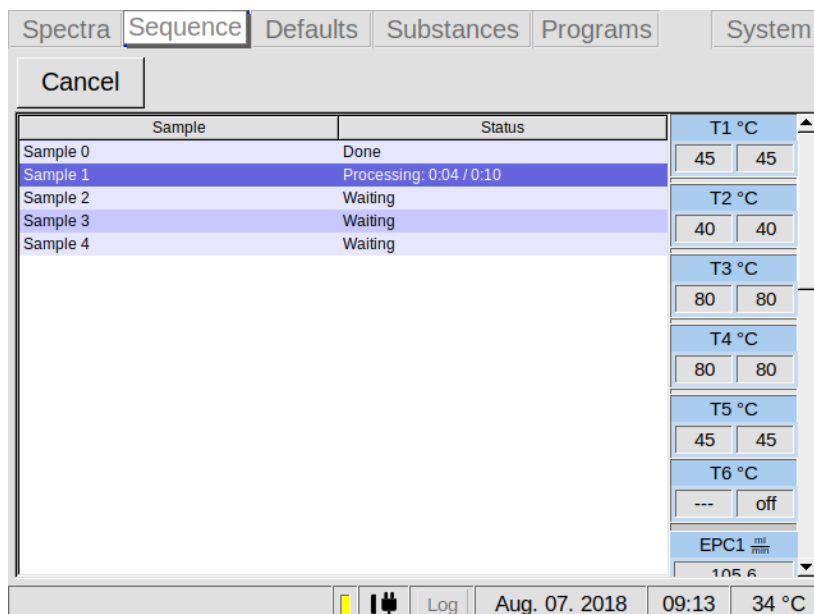 Spectra Sequence Defaults Substances Programs System
Cancel
Sample Status
Sample 0 Done
Sample 1 Processing: 0:04 / 0:10
Sample 2 Waiting
Sample 3 Waiting
Sample 4 Waiting
T1 °C
45 45
T2 °C
40 40
T3 °C
80 80
T4 °C
80 80
T5 °C
45 45
T6 °C
--- off
EPC1 ml/min
105.6
Log Aug. 07. 2018 09:13 34 °C